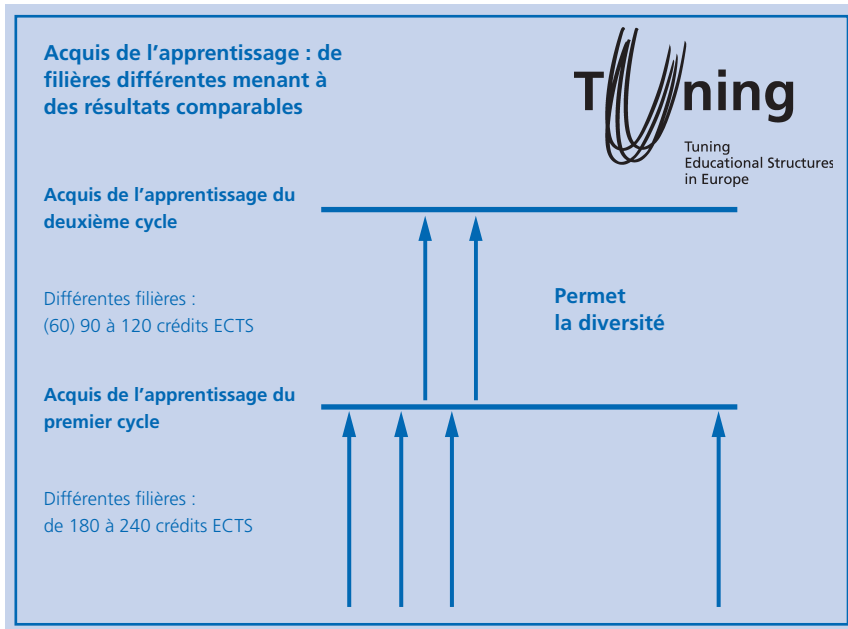 Acquis de l'apprentissage : de
filières différentes menant à
des résultats comparables
Tuning
Tuning
Educational Structures
in Europe
Acquis de l'apprentissage du
deuxième cycle
Différentes filières :
(60) 90 à 120 crédits ECTS
Permet
la diversité
Acquis de l'apprentissage du
premier cycle
Différentes filières :
de 180 à 240 crédits ECTS